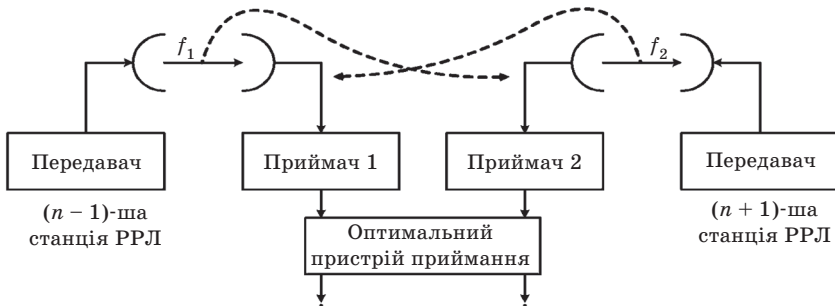 f₁
f₂
Передавач
Приймач 1
Приймач 2
Передавач
(n − 1)-ша
станція РРЛ
(n + 1)-ша
станція РРЛ
Оптимальний
пристрій приймання